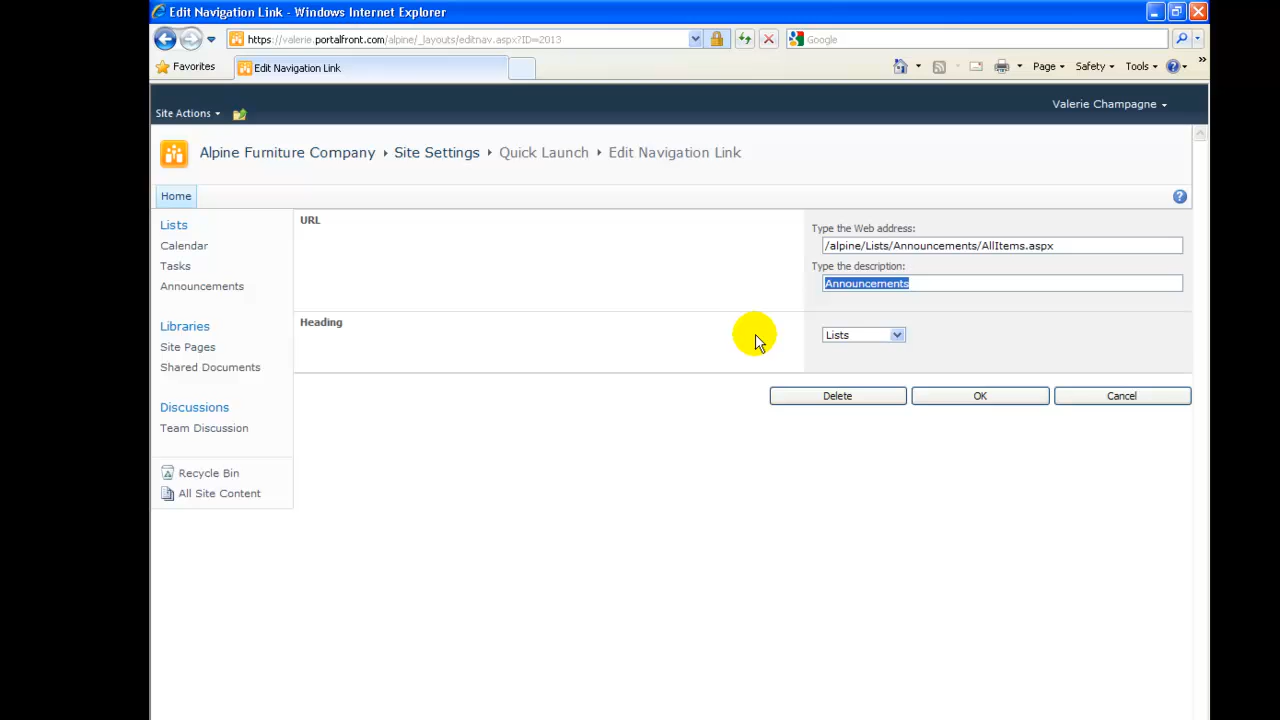 Edit Navigation Link - Windows Internet Explorer
https://valerie.portalfront.com/alpine/_layouts/editnav.aspx?ID=2013
Google
Favorites
Edit Navigation Link
Page
Safety
Tools
Site Actions
Valerie Champagne
Alpine Furniture Company
Site Settings
Quick Launch
Edit Navigation Link
Home
Lists
Calendar
Tasks
Announcements
Libraries
Site Pages
Shared Documents
Discussions
Team Discussion
Recycle Bin
All Site Content
URL
Type the Web address:
/alpine/Lists/Announcements/AllItems.aspx
Type the description:
Announcements
Heading
Lists
Delete
OK
Cancel